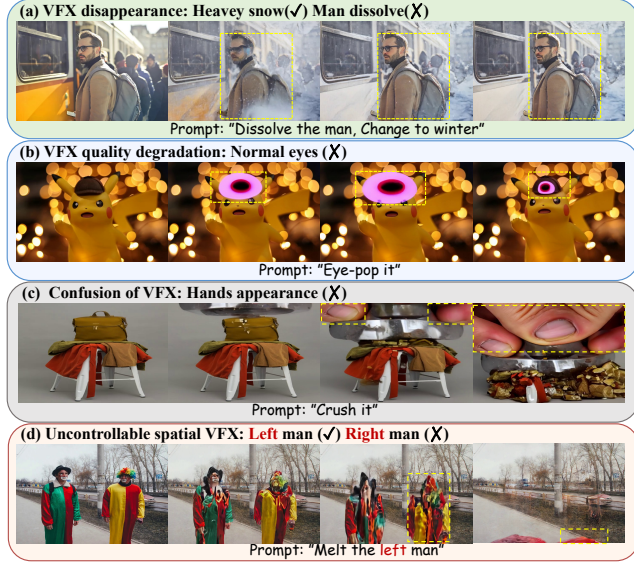 (a) VFX disappearance: Heavey snow(✓) Man dissolve(✗)
Prompt: "Dissolve the man, Change to winter"
(b) VFX quality degradation: Normal eyes (✗)
Prompt: "Eye-pop it"
(c) Confusion of VFX: Hands appearance (✗)
Prompt: "Crush it"
(d) Uncontrollable spatial VFX: Left man (✓) Right man (✗)
Prompt: "Melt the left man"